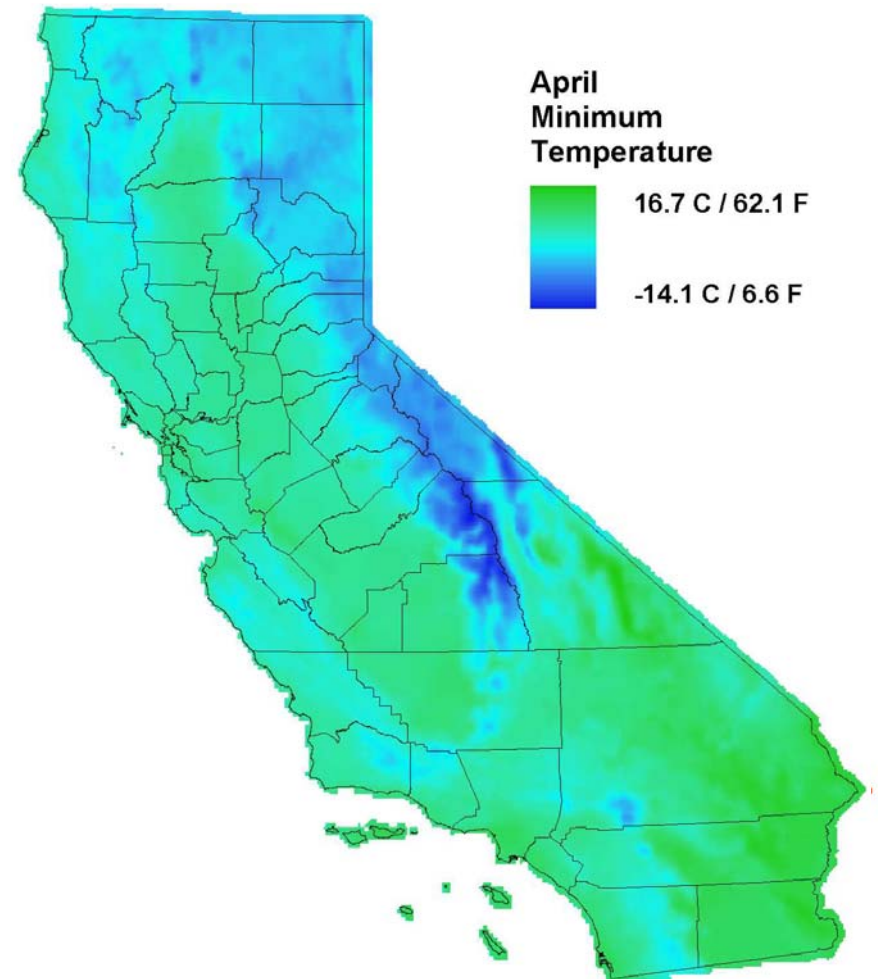 April
Minimum
Temperature
16.7 C / 62.1 F
-14.1 C / 6.6 F